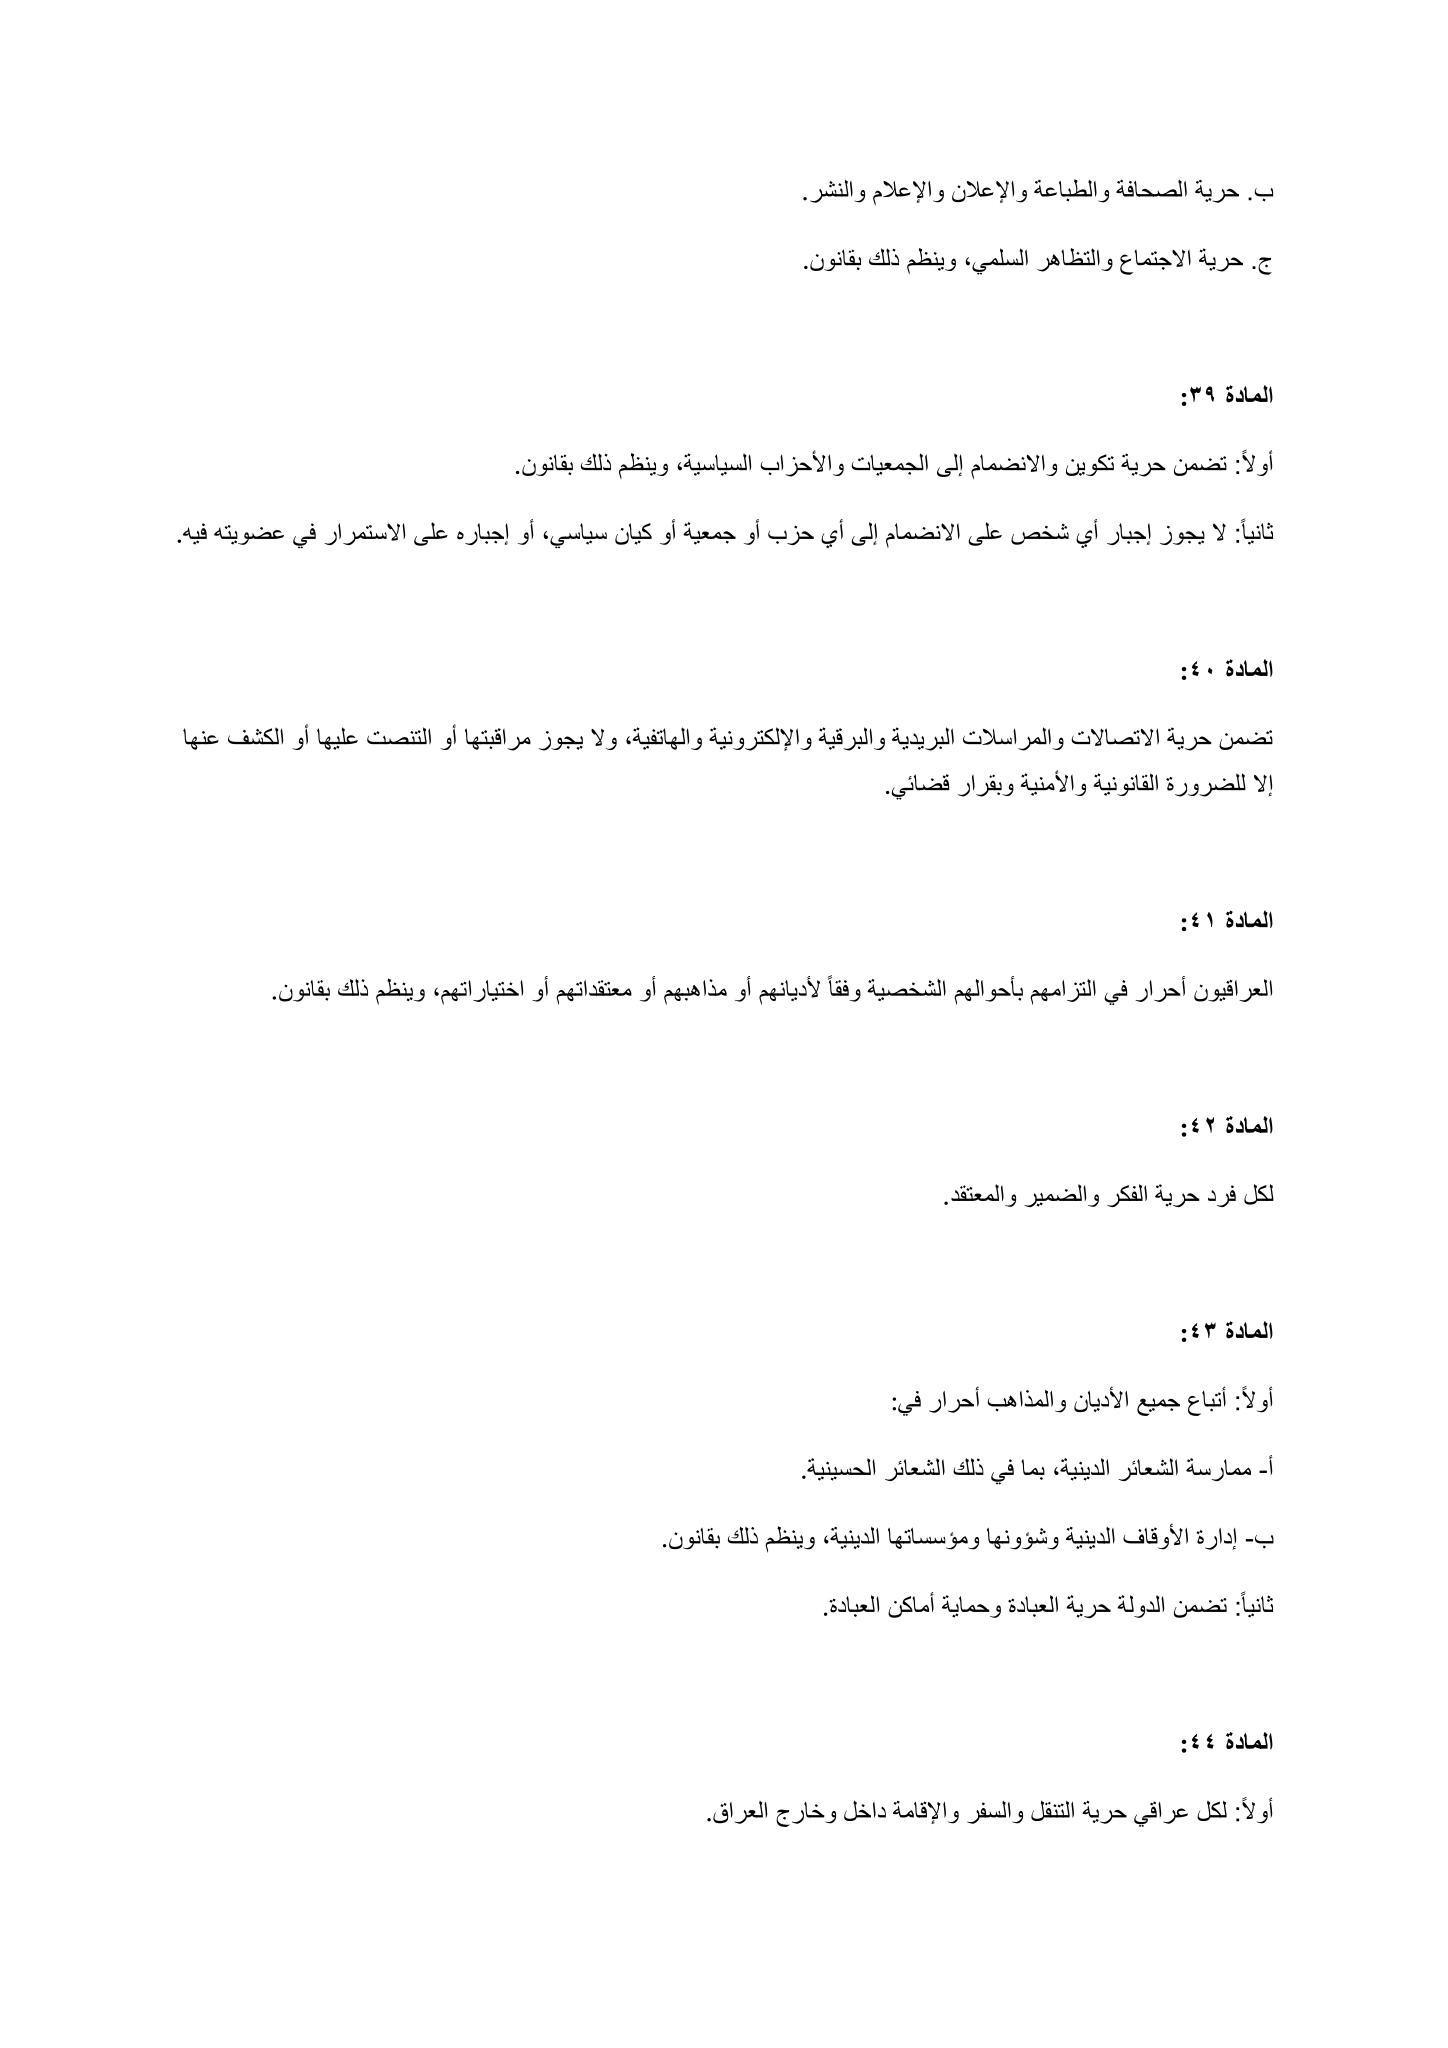 ب. حرية الصحافة والطباعة والإعلان والإعلام والنشر.
ج. حرية الاجتماع والتظاهر السلمي، وينظم ذلك بقانون.
المادة ٣٩:
أولاً: تضمن حرية تكوين والانضمام إلى الجمعيات والأحزاب السياسية، وينظم ذلك بقانون.
ثانياً: لا يجوز إجبار أي شخص على الانضمام إلى أي حزب أو جمعية أو كيان سياسي، أو إجباره على الاستمرار في عضويته فيه.
المادة ٤٠:
تضمن حرية الاتصالات والمراسلات البريدية والبرقية والإلكترونية والهاتفية، ولا يجوز مراقبتها أو التنصت عليها أو الكشف عنها
إلا للضرورة القانونية والأمنية وبقرار قضائي.
المادة ٤١:
العراقيون أحرار في التزامهم بأحوالهم الشخصية وفقاً لأديانهم أو مذاهبهم أو معتقداتهم أو اختياراتهم، وينظم ذلك بقانون.
المادة ٤٢:
لكل فرد حرية الفكر والضمير والمعتقد.
المادة ٤٣:
أولاً: أتباع جميع الأديان والمذاهب أحرار في:
أ- ممارسة الشعائر الدينية، بما في ذلك الشعائر الحسينية.
ب- إدارة الأوقاف الدينية وشؤونها ومؤسساتها الدينية، وينظم ذلك بقانون.
ثانياً: تضمن الدولة حرية العبادة وحماية أماكن العبادة.
المادة ٤٤:
أولاً: لكل عراقي حرية التنقل والسفر والإقامة داخل وخارج العراق.